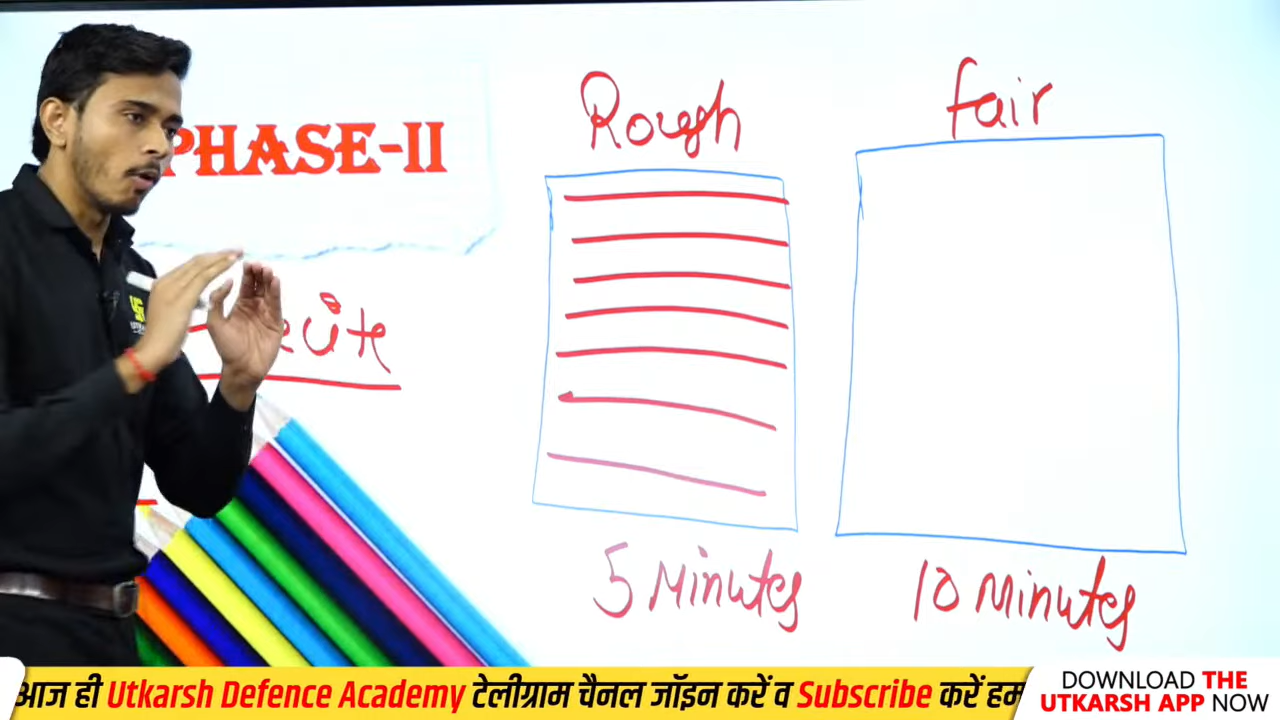 PHASE-II
Rough
fair
5 Minutes
10 Minutes
आज ही Utkarsh Defence Academy टेलीग्राम चैनल जॉइन करें व Subscribe करें हम
DOWNLOAD THE
UTKARSH APP NOW